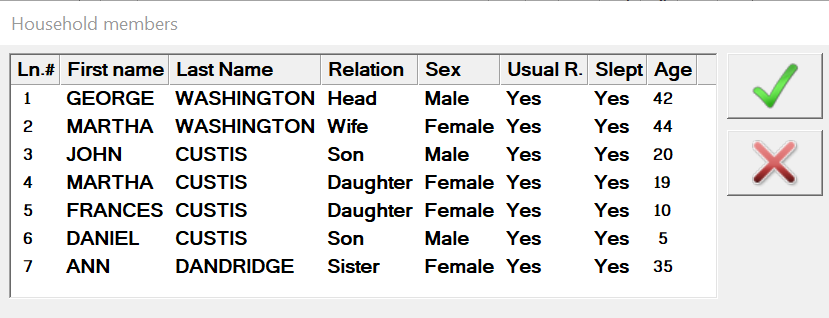 Household members
Ln.# First name Last Name Relation Sex Usual R. Slept Age
1 GEORGE WASHINGTON Head Male Yes Yes 42
2 MARTHA WASHINGTON Wife Female Yes Yes 44
3 JOHN CUSTIS Son Male Yes Yes 20
4 MARTHA CUSTIS Daughter Female Yes Yes 19
5 FRANCES CUSTIS Daughter Female Yes Yes 10
6 DANIEL CUSTIS Son Male Yes Yes 5
7 ANN DANDRIDGE Sister Female Yes Yes 35